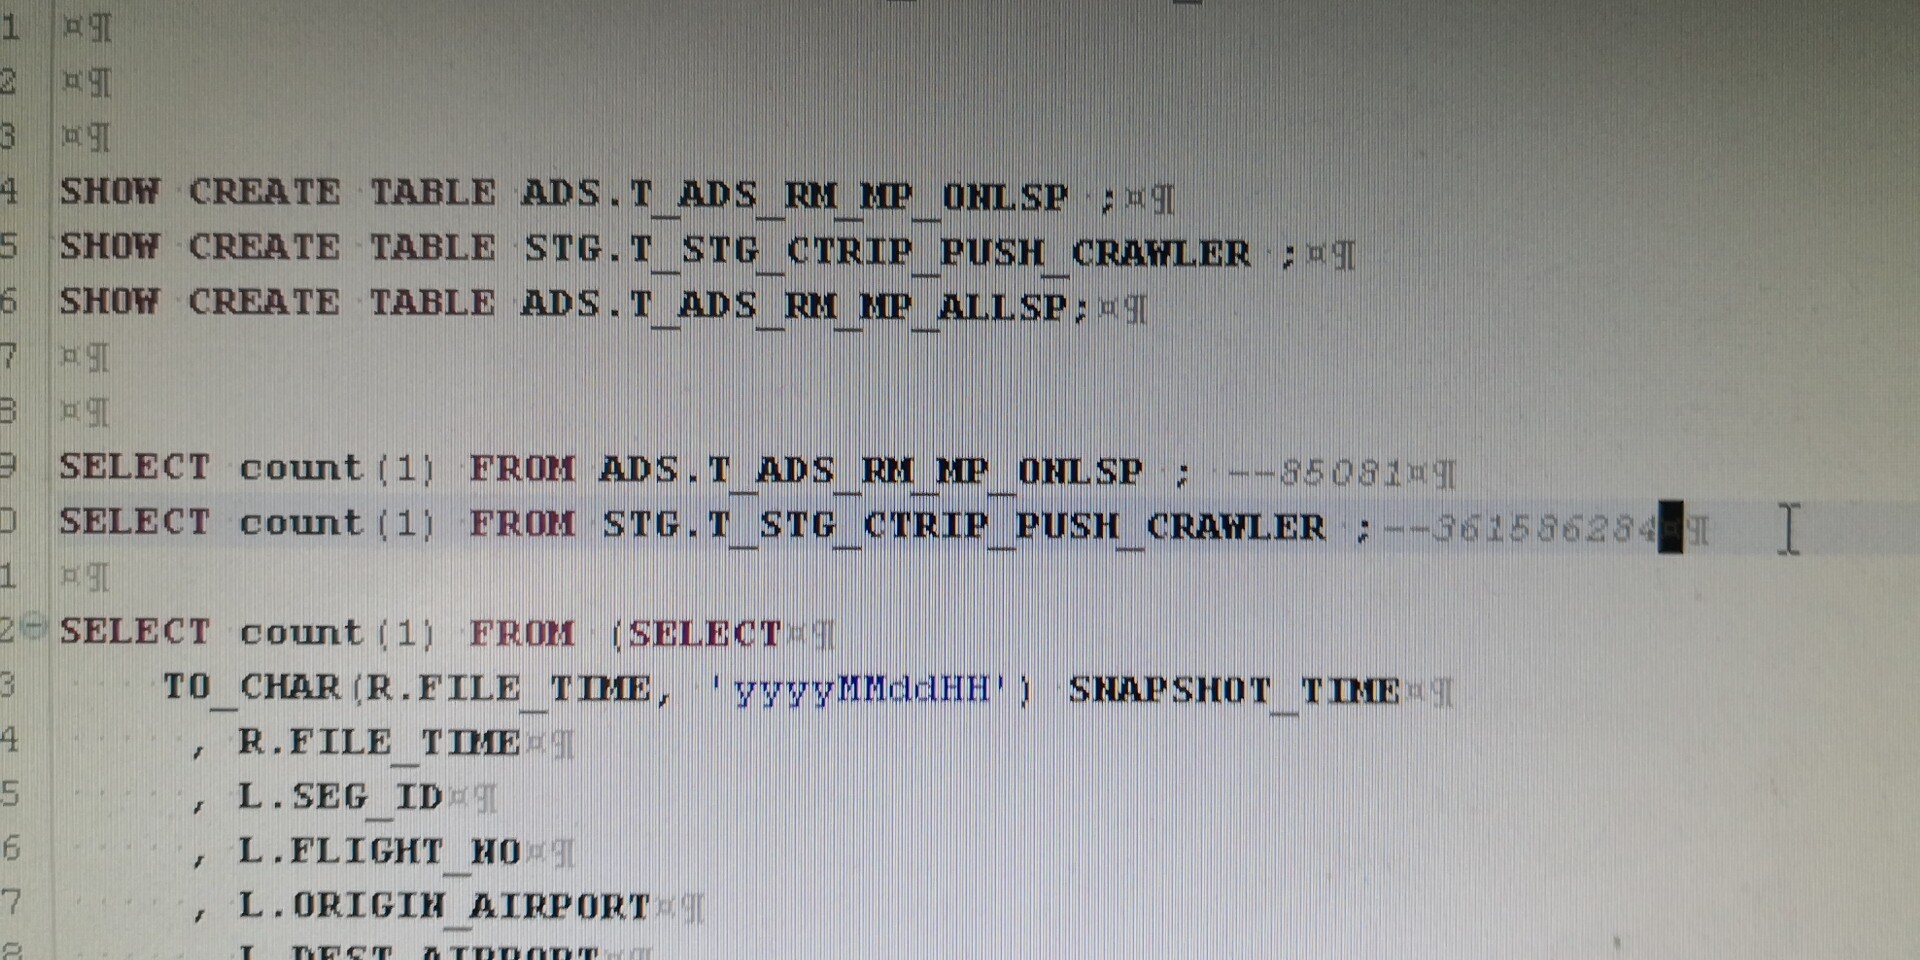 1 ¤¶
2 ¤¶
3 ¤¶
4 SHOW CREATE TABLE ADS.T_ADS_RM_MP_ONLSP ;¤¶
5 SHOW CREATE TABLE STG.T_STG_CTRIP_PUSH_CRAWLER ;¤¶
6 SHOW CREATE TABLE ADS.T_ADS_RM_MP_ALLSP;¤¶
7 ¤¶
8 ¤¶
9 SELECT count(1) FROM ADS.T_ADS_RM_MP_ONLSP ; --85081¤¶
0 SELECT count(1) FROM STG.T_STG_CTRIP_PUSH_CRAWLER ;--361586284¤¶
1 ¤¶
2 SELECT count(1) FROM (SELECT¤¶
3 TO_CHAR(R.FILE_TIME, 'yyyyMMddHH') SNAPSHOT_TIME¤¶
4 , R.FILE_TIME¤¶
5 , L.SEG_ID¤¶
6 , L.FLIGHT_NO¤¶
7 , L.ORIGIN_AIRPORT¤¶
8 , L.DEST_AIRPORT¤¶